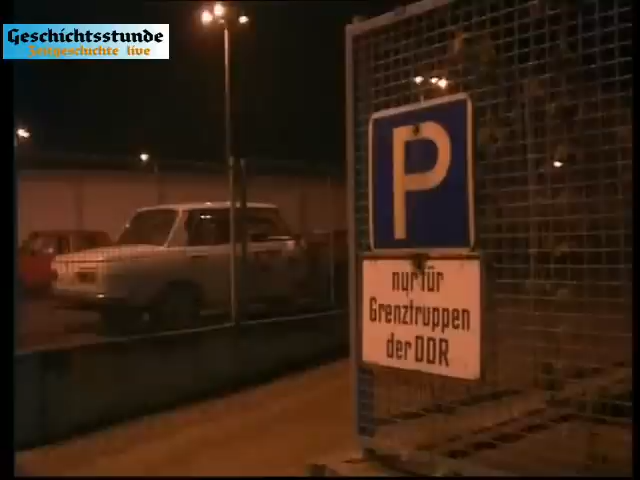 Geschichtsstunde
Zeitgeschichte live
P
nur für
Grenztruppen
der DDR